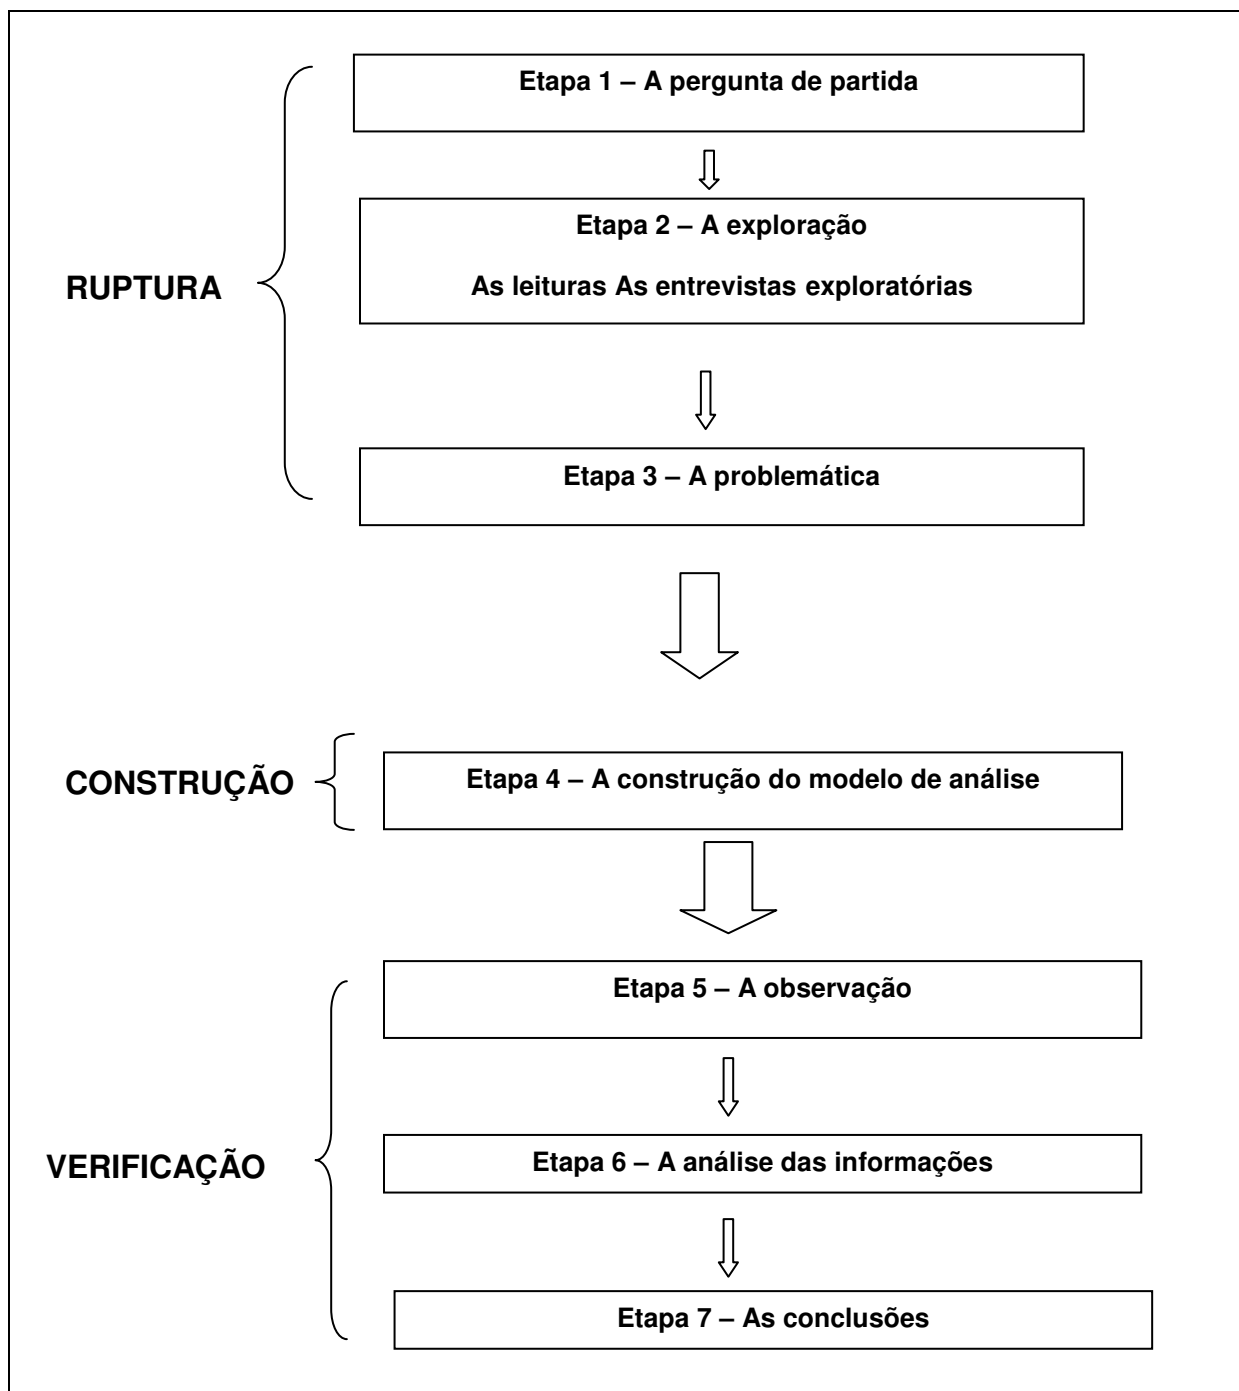 Etapa 1 – A pergunta de partida
Etapa 2 – A exploração
As leituras As entrevistas exploratórias
RUPTURA
Etapa 3 – A problemática
CONSTRUÇÃO
Etapa 4 – A construção do modelo de análise
Etapa 5 – A observação
VERIFICAÇÃO
Etapa 6 – A análise das informações
Etapa 7 – As conclusões